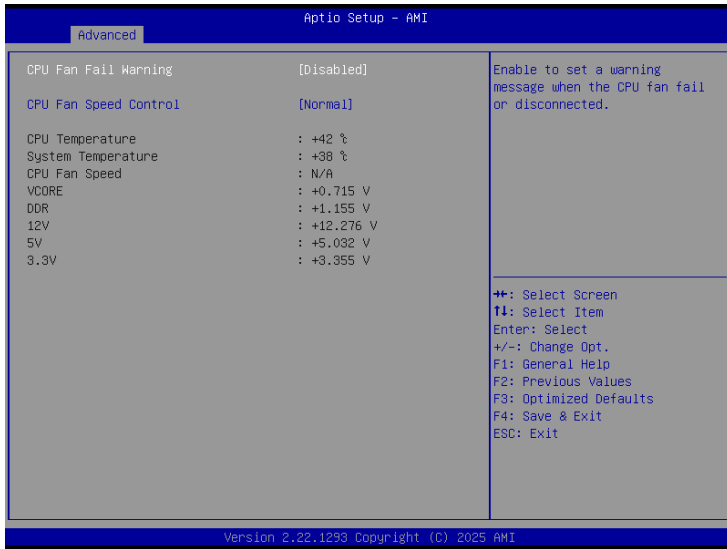 Aptio Setup - AMI
Advanced
CPU Fan Fail Warning [Disabled]
CPU Fan Speed Control [Normal]
CPU Temperature : +42 ℃
System Temperature : +38 ℃
CPU Fan Speed : N/A
VCORE : +0.715 V
DDR : +1.155 V
12V : +12.276 V
5V : +5.032 V
3.3V : +3.355 V
Enable to set a warning
message when the CPU fan fail
or disconnected.
→←: Select Screen
↑↓: Select Item
Enter: Select
+/-: Change Opt.
F1: General Help
F2: Previous Values
F3: Optimized Defaults
F4: Save & Exit
ESC: Exit
Version 2.22.1293 Copyright (C) 2025 AMI